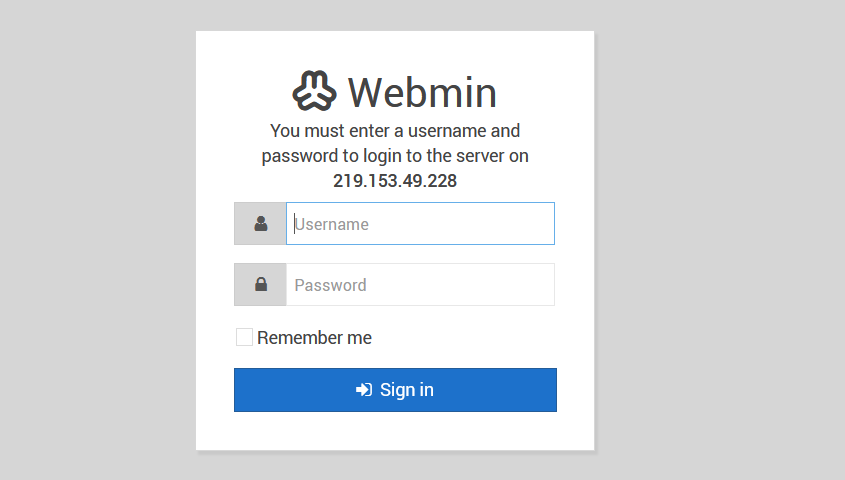 Webmin
You must enter a username and
password to login to the server on
219.153.49.228
Username
Password
Remember me
Sign in